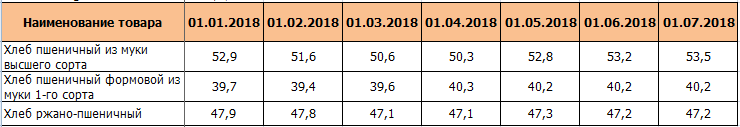 Наименование товара 01.01.2018 01.02.2018 01.03.2018 01.04.2018 01.05.2018 01.06.2018 01.07.2018
Хлеб пшеничный из муки
высшего сорта 52,9 51,6 50,6 50,3 52,8 53,2 53,5
Хлеб пшеничный формовой из
муки 1-го сорта 39,7 39,4 39,6 40,3 40,2 40,2 40,2
Хлеб ржано-пшеничный 47,9 47,8 47,1 47,1 47,3 47,2 47,2